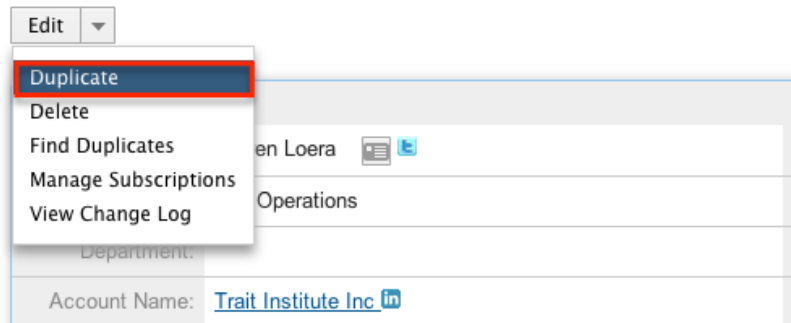 Edit
Duplicate
Delete
Find Duplicates
Manage Subscriptions
View Change Log
en Loera
Operations
Department:
Account Name: Trait Institute Inc